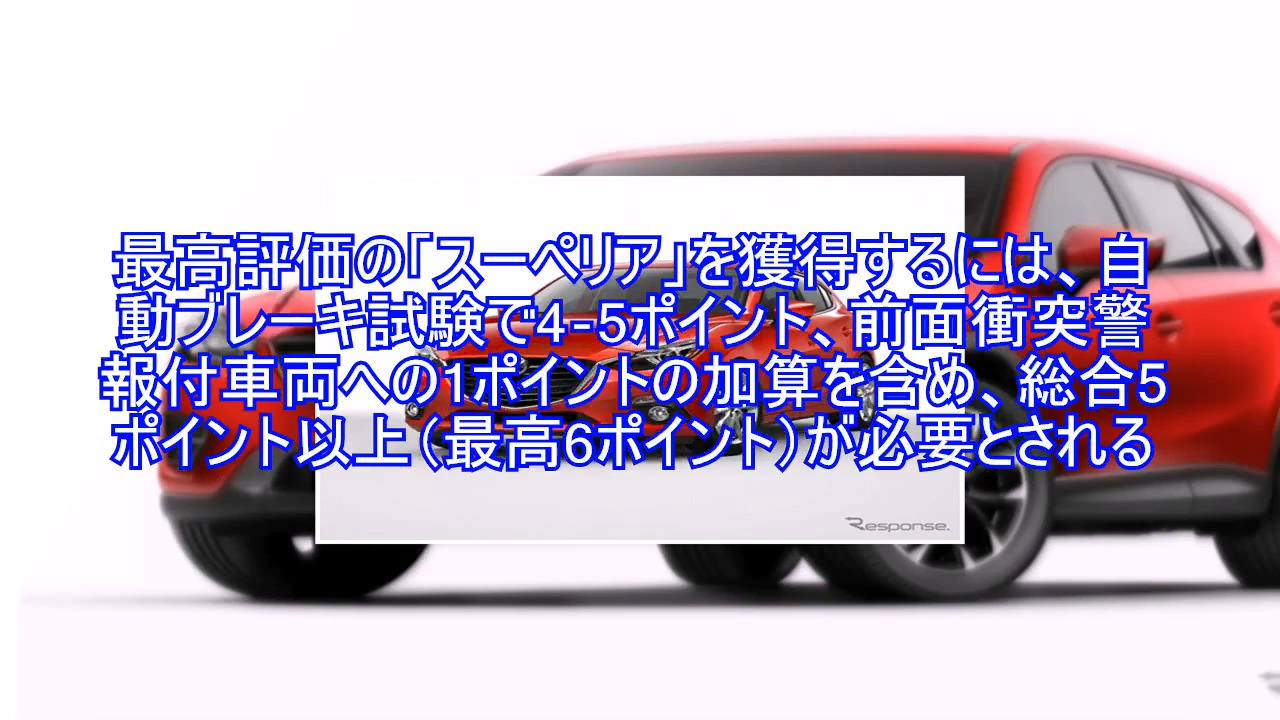 最高評価の「スーペリア」を獲得するには、自
動ブレーキ試験で4-5ポイント、前面衝突警
報付車両への1ポイントの加算を含め、総合5
ポイント以上（最高6ポイント）が必要とされる
Response.